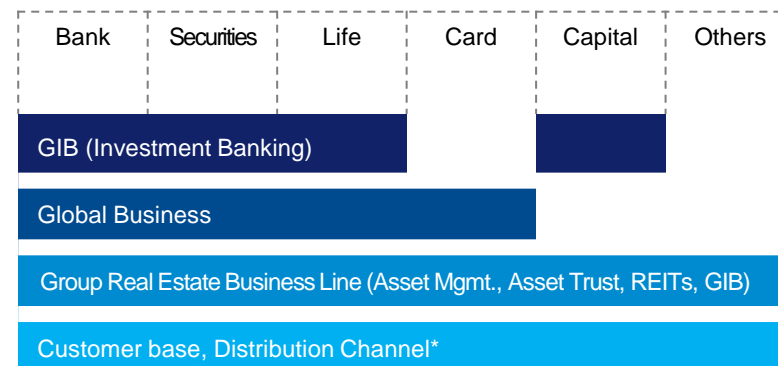 Bank Securities Life Card Capital Others
GIB (Investment Banking)
Global Business
Group Real Estate Business Line (Asset Mgmt., Asset Trust, REITs, GIB)
Customer base, Distribution Channel*